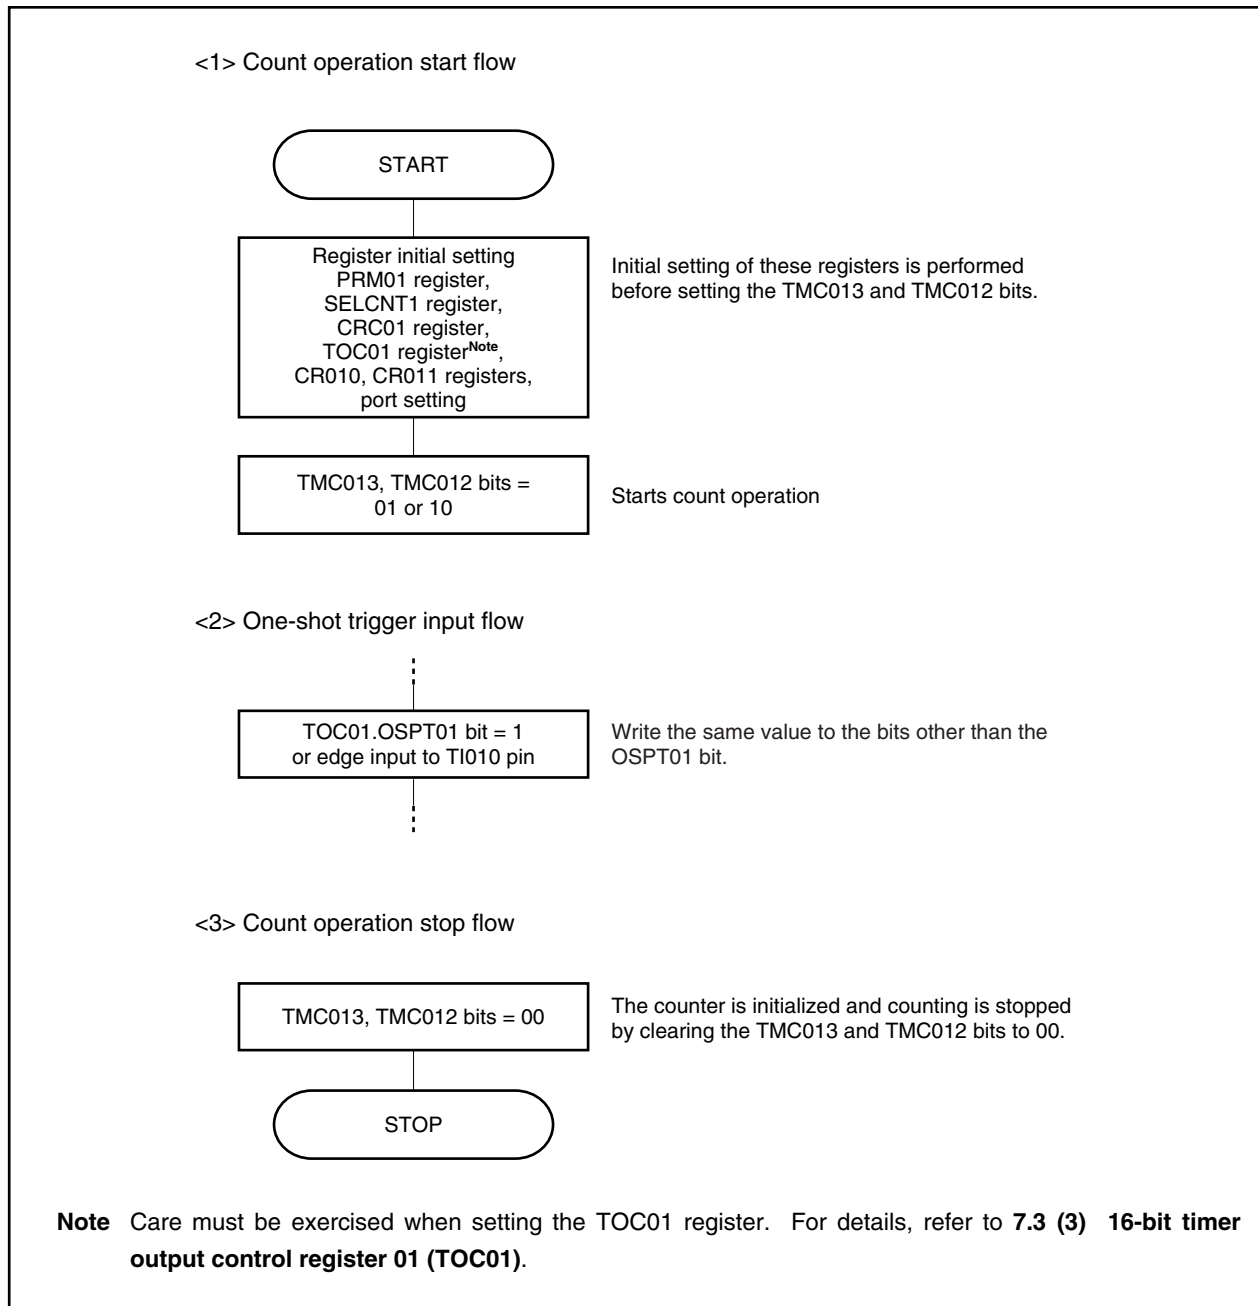 <1> Count operation start flow
START
Register initial setting
PRM01 register,
SELCNT1 register,
CRC01 register,
TOC01 registerNote,
CR010, CR011 registers,
port setting
Initial setting of these registers is performed
before setting the TMC013 and TMC012 bits.
TMC013, TMC012 bits =
01 or 10
Starts count operation
<2> One-shot trigger input flow
TOC01.OSPT01 bit = 1
or edge input to TI010 pin
Write the same value to the bits other than the
OSPT01 bit.
<3> Count operation stop flow
TMC013, TMC012 bits = 00
The counter is initialized and counting is stopped
by clearing the TMC013 and TMC012 bits to 00.
STOP
Note Care must be exercised when setting the TOC01 register. For details, refer to 7.3 (3) 16-bit timer
output control register 01 (TOC01).